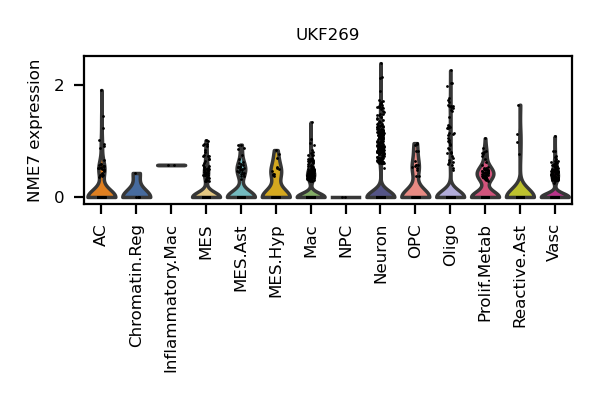 UKF269
NME7 expression
2
0
AC
Chromatin.Reg
Inflammatory.Mac
MES
MES.Ast
MES.Hyp
Mac
NPC
Neuron
OPC
Oligo
Prolif.Metab
Reactive.Ast
Vasc